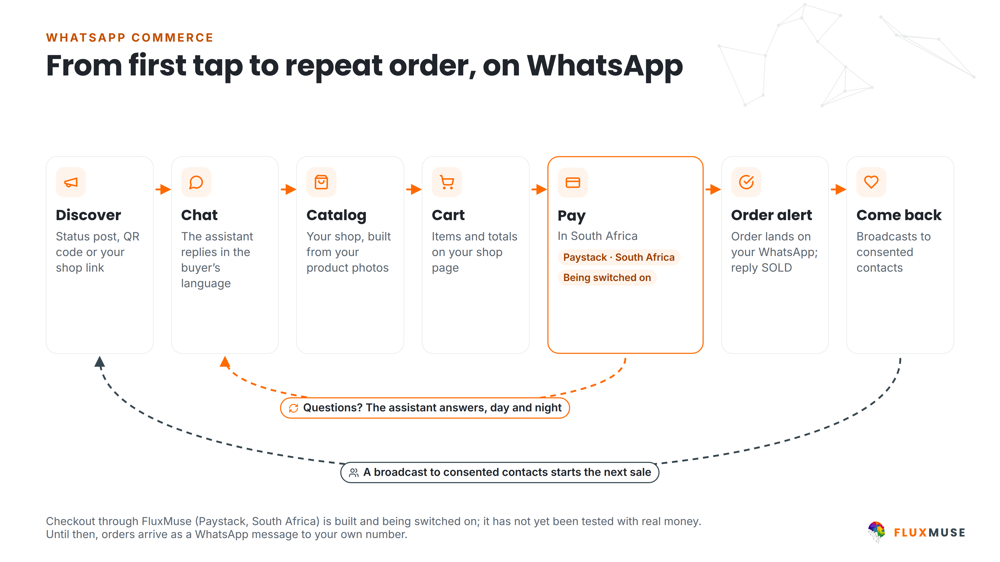 WHATSAPP COMMERCE
From first tap to repeat order, on WhatsApp
Discover
Status post, QR
code or your
shop link
Chat
The assistant
replies in the
buyer’s
language
Catalog
Your shop, built
from your
product photos
Cart
Items and totals
on your shop
page
Pay
In South Africa
Paystack · South Africa
Being switched on
Order alert
Order lands on
your WhatsApp;
reply SOLD
Come back
Broadcasts to
consented
contacts
Questions? The assistant answers, day and night
A broadcast to consented contacts starts the next sale
Checkout through FluxMuse (Paystack, South Africa) is built and being switched on; it has not yet been tested with real money.
Until then, orders arrive as a WhatsApp message to your own number.
FLUXMUSE